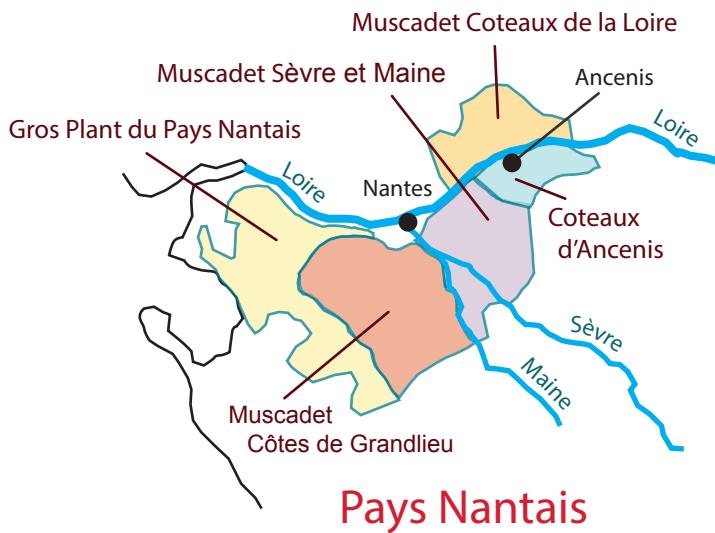 Muscadet Coteaux de la Loire
Muscadet Sèvre et Maine
Ancenis
Gros Plant du Pays Nantais
Loire
Loire
Nantes
Coteaux
d'Ancenis
Sèvre
Maine
Muscadet
Côtes de Grandlieu
Pays Nantais